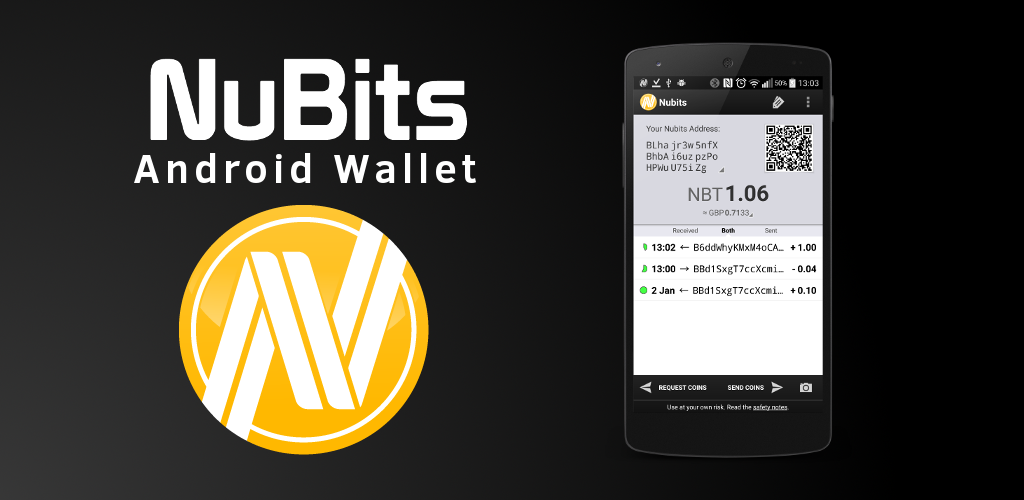 NuBits
Android Wallet
50% 13:03
Nubits
Your Nubits Address:
BLha jr3w 5nfX
BhbA i6uz pzPo
HPWu U75i Zg
NBT 1.06
≈ GBP 0.7133
Received Both Sent
13:02 ← B6ddWhyKMxM4oCA... + 1.00
13:00 → BBd1SxgT7ccXcmi... - 0.04
2 Jan ← BBd1SxgT7ccXcmi... + 0.10
REQUEST COINS SEND COINS
Use at your own risk. Read the safety notes.